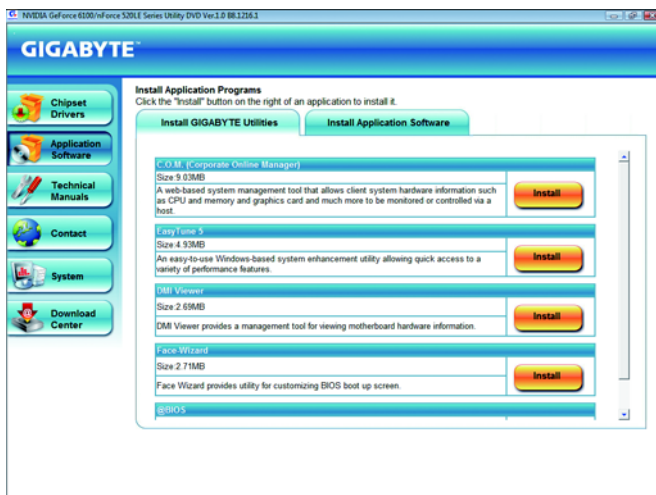 NVIDIA GeForce 6100/nForce 520LE Series Utility DVD Ver.1.0 B8.1216.1
GIGABYTE™
Chipset
Drivers
Application
Software
Technical
Manuals
Contact
System
Download
Center
Install Application Programs
Click the "Install" button on the right of an application to install it.
Install GIGABYTE Utilities
Install Application Software
C.O.M. (Corporate Online Manager)
Size:9.03MB
A web-based system management tool that allows client system hardware information such
as CPU and memory and graphics card and much more to be monitored or controlled via a
host.
Install
EasyTune 5
Size:4.93MB
An easy-to-use Windows-based system enhancement utility allowing quick access to a
variety of performance features.
Install
DMI Viewer
Size:2.69MB
DMI Viewer provides a management tool for viewing motherboard hardware information.
Install
Face-Wizard
Size:2.71MB
Face Wizard provides utility for customizing BIOS boot up screen.
Install
@BIOS